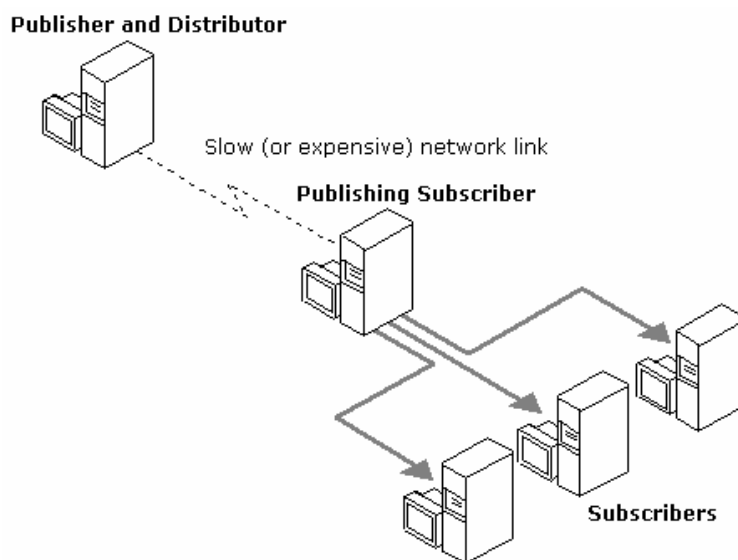 Publisher and Distributor
Slow (or expensive) network link
Publishing Subscriber
Subscribers